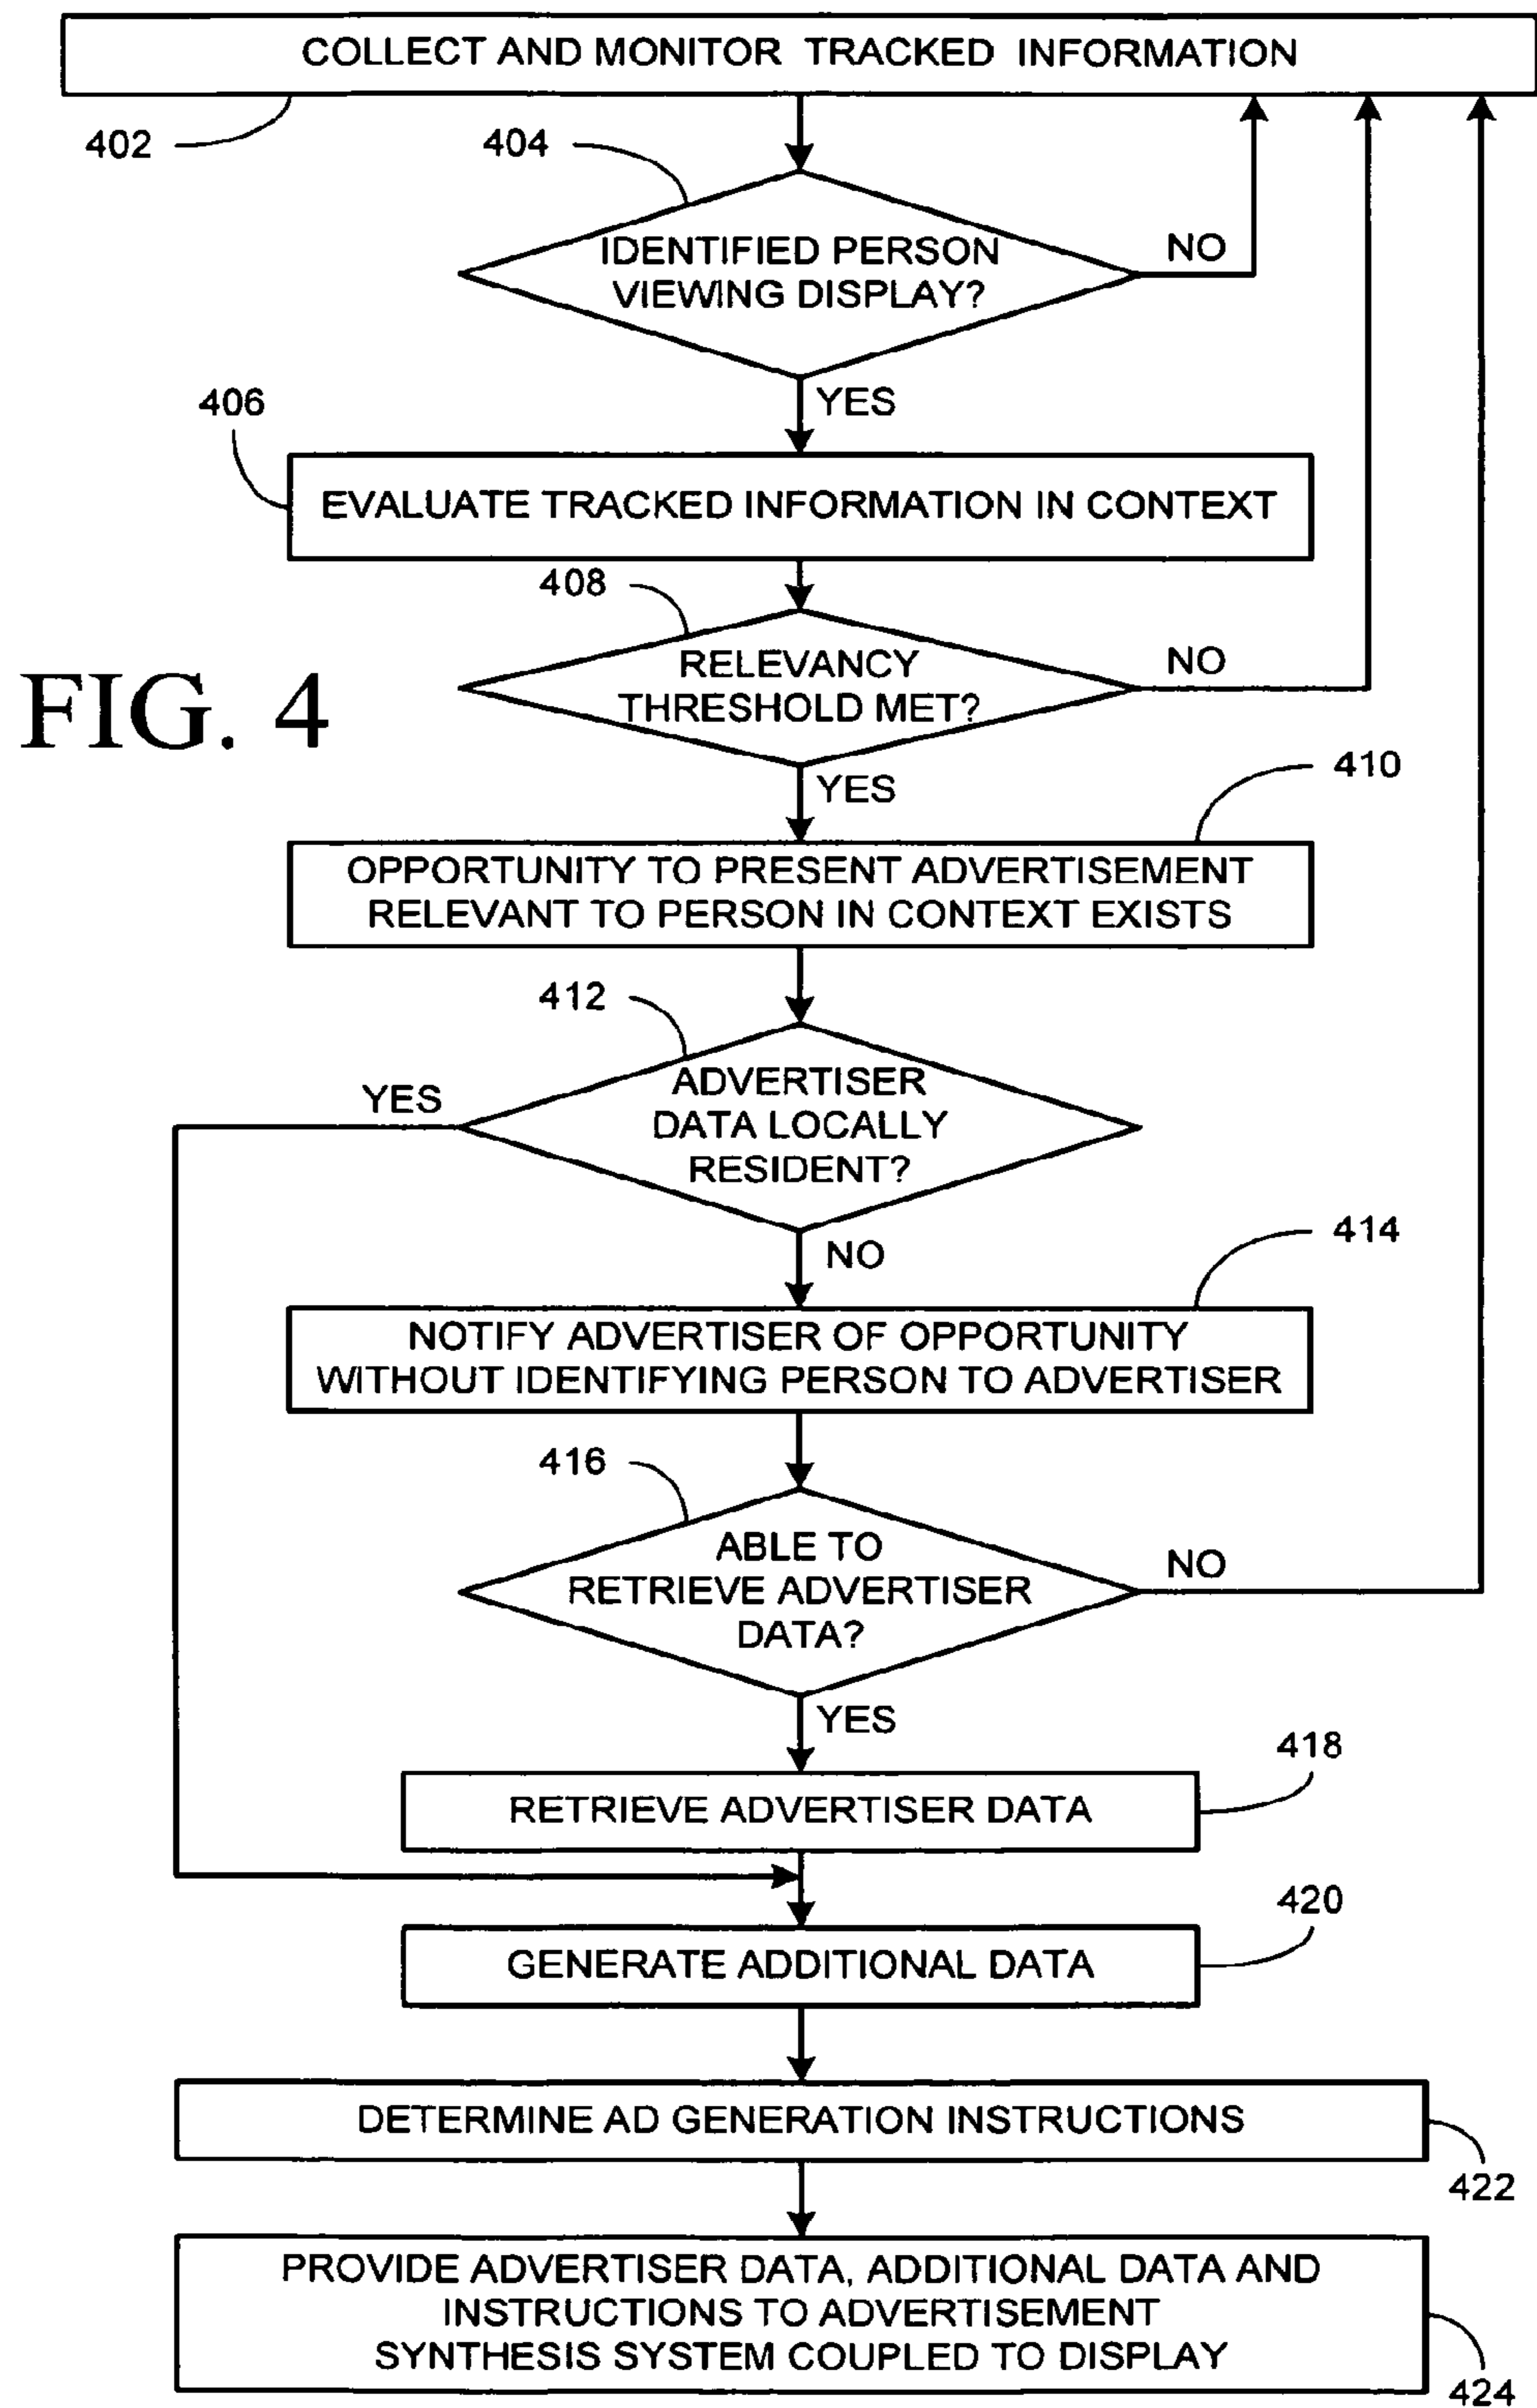 COLLECT AND MONITOR TRACKED INFORMATION
402
404
IDENTIFIED PERSON
VIEWING DISPLAY?
NO
YES
406
EVALUATE TRACKED INFORMATION IN CONTEXT
408
RELEVANCY
THRESHOLD MET?
NO
FIG. 4
YES
410
OPPORTUNITY TO PRESENT ADVERTISEMENT
RELEVANT TO PERSON IN CONTEXT EXISTS
412
ADVERTISER
DATA LOCALLY
RESIDENT?
YES
NO
414
NOTIFY ADVERTISER OF OPPORTUNITY
WITHOUT IDENTIFYING PERSON TO ADVERTISER
416
ABLE TO
RETRIEVE ADVERTISER
DATA?
NO
YES
418
RETRIEVE ADVERTISER DATA
420
GENERATE ADDITIONAL DATA
DETERMINE AD GENERATION INSTRUCTIONS
422
PROVIDE ADVERTISER DATA, ADDITIONAL DATA AND
INSTRUCTIONS TO ADVERTISEMENT
SYNTHESIS SYSTEM COUPLED TO DISPLAY
424